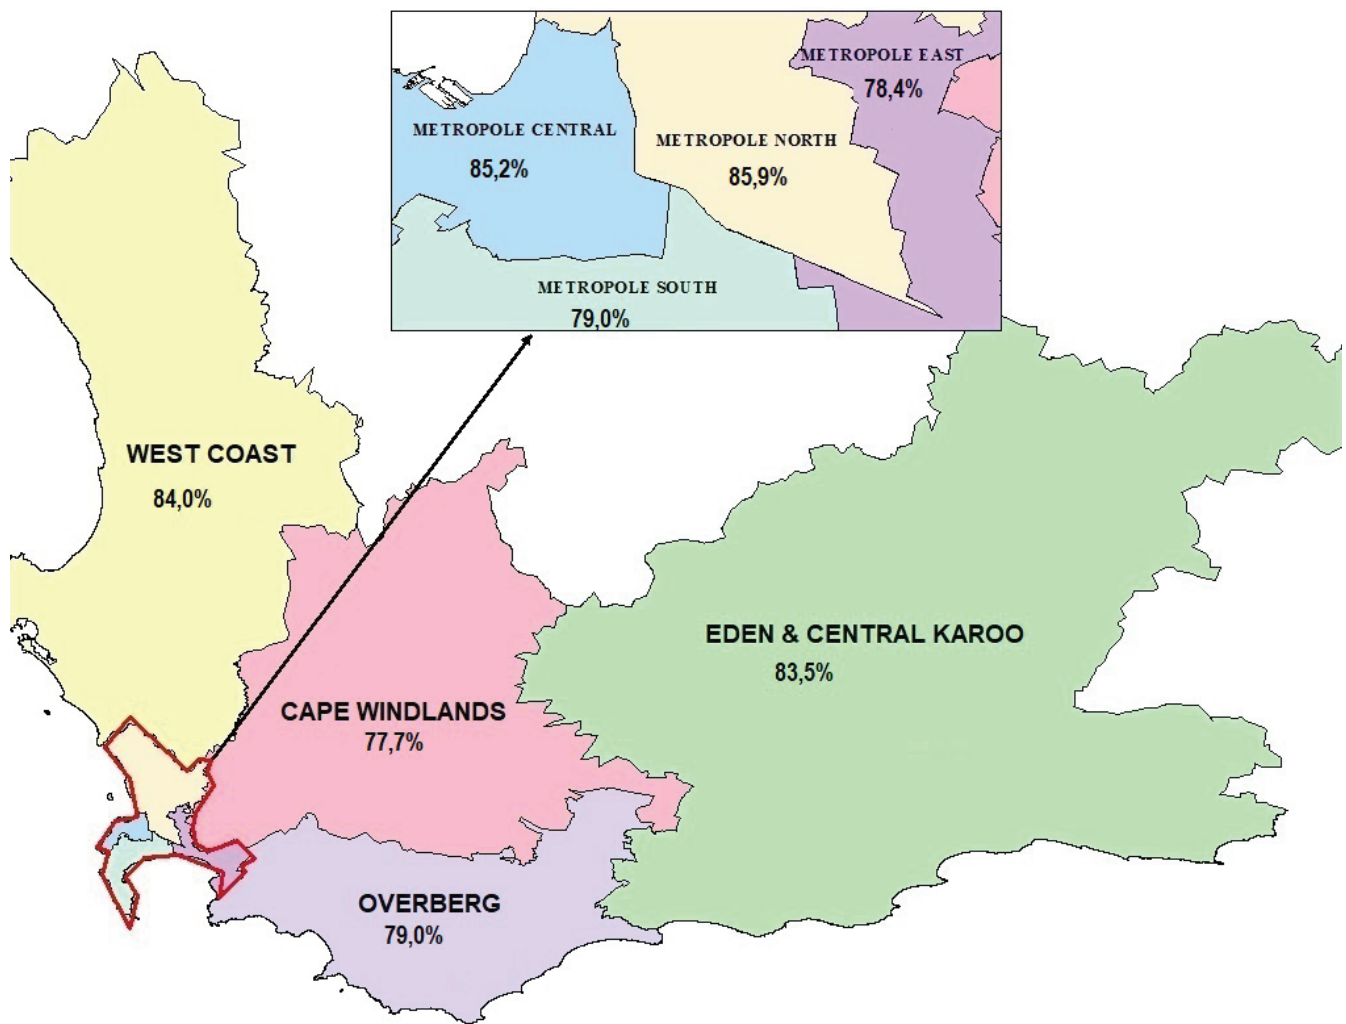 METROPOLE EAST
78,4%
METROPOLE CENTRAL
85,2%
METROPOLE NORTH
85,9%
METROPOLE SOUTH
79,0%
WEST COAST
84,0%
EDEN & CENTRAL KAROO
83,5%
CAPE WINDLANDS
77,7%
OVERBERG
79,0%